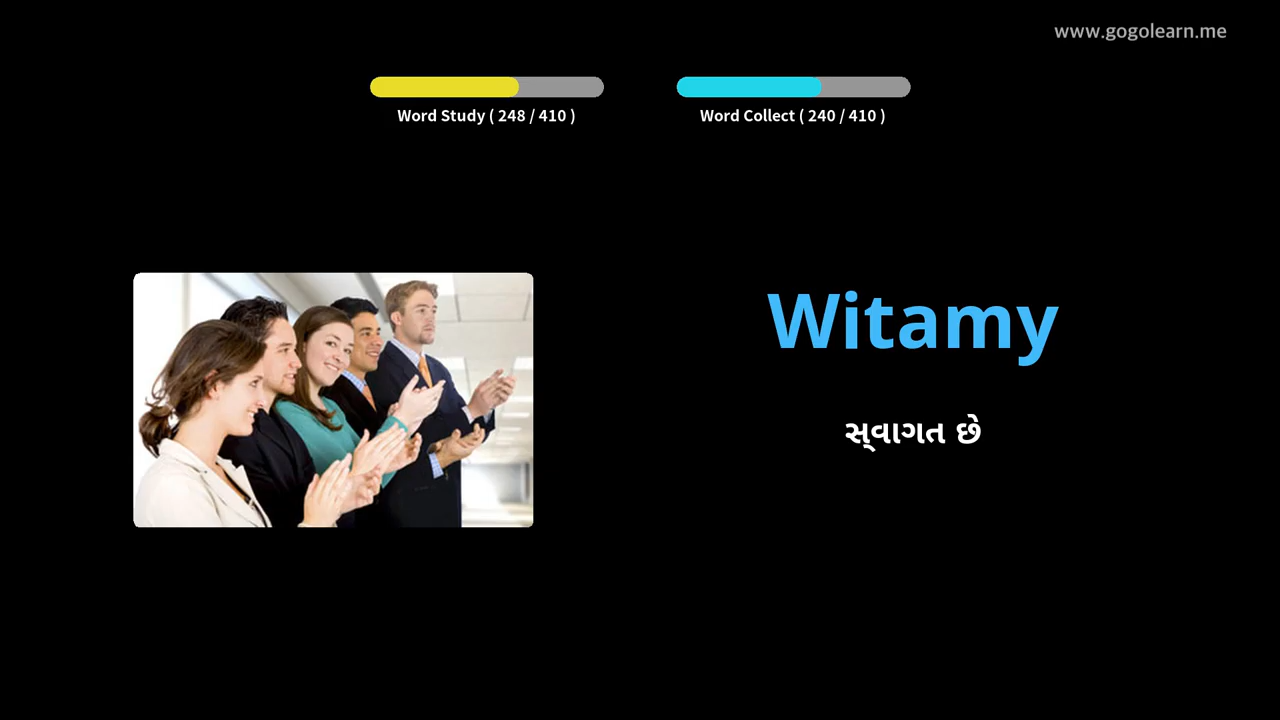 www.gogolearn.me
Word Study ( 248 / 410 )
Word Collect ( 240 / 410 )
Witamy
સ્વાગત છે